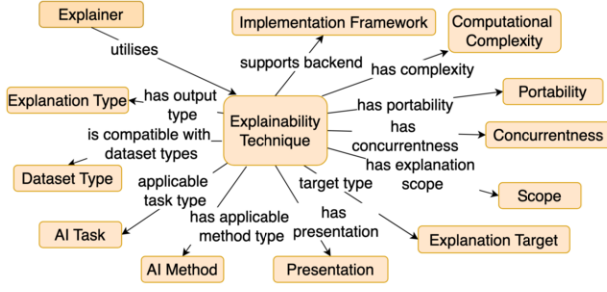 Explainer
Implementation Framework
Computational
Complexity
utilises
supports backend
has complexity
Explanation Type
has output
type
Explainability
Technique
has portability
Portability
is compatible with
dataset types
has
concurrentness
Concurrentness
Dataset Type
applicable
task type
target type
has explanation
scope
Scope
AI Task
has applicable
method type
has
presentation
Explanation Target
AI Method
Presentation